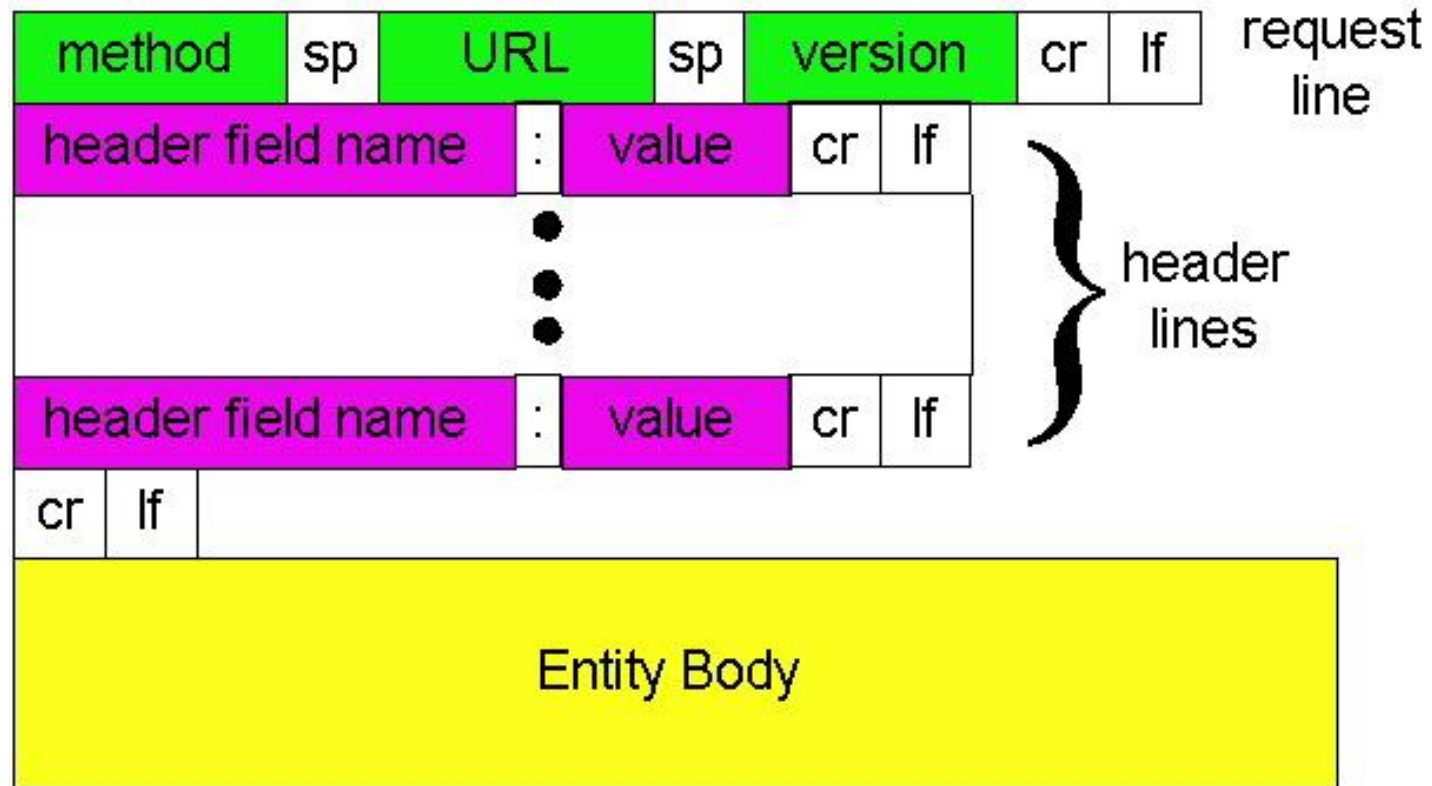 method sp URL sp version cr lf
request
line
header field name : value cr lf
header
lines
header field name : value cr lf
cr lf
Entity Body